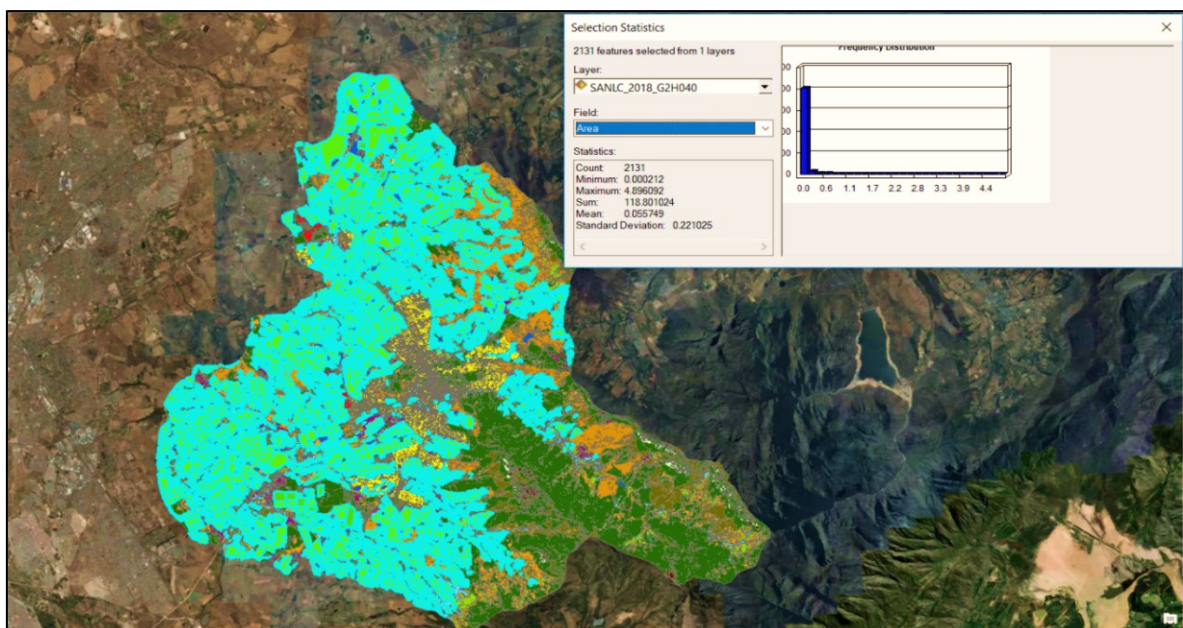 Selection Statistics
2131 features selected from 1 layers
Layer:
SANLC_2018_G2H040
Field:
Area
Statistics:
Count: 2131
Minimum: 0.000212
Maximum: 4.896092
Sum: 118.801024
Mean: 0.055749
Standard Deviation: 0.221025
Frequency Distribution
0
0.0 0.6 1.1 1.7 2.2 2.8 3.3 3.9 4.4